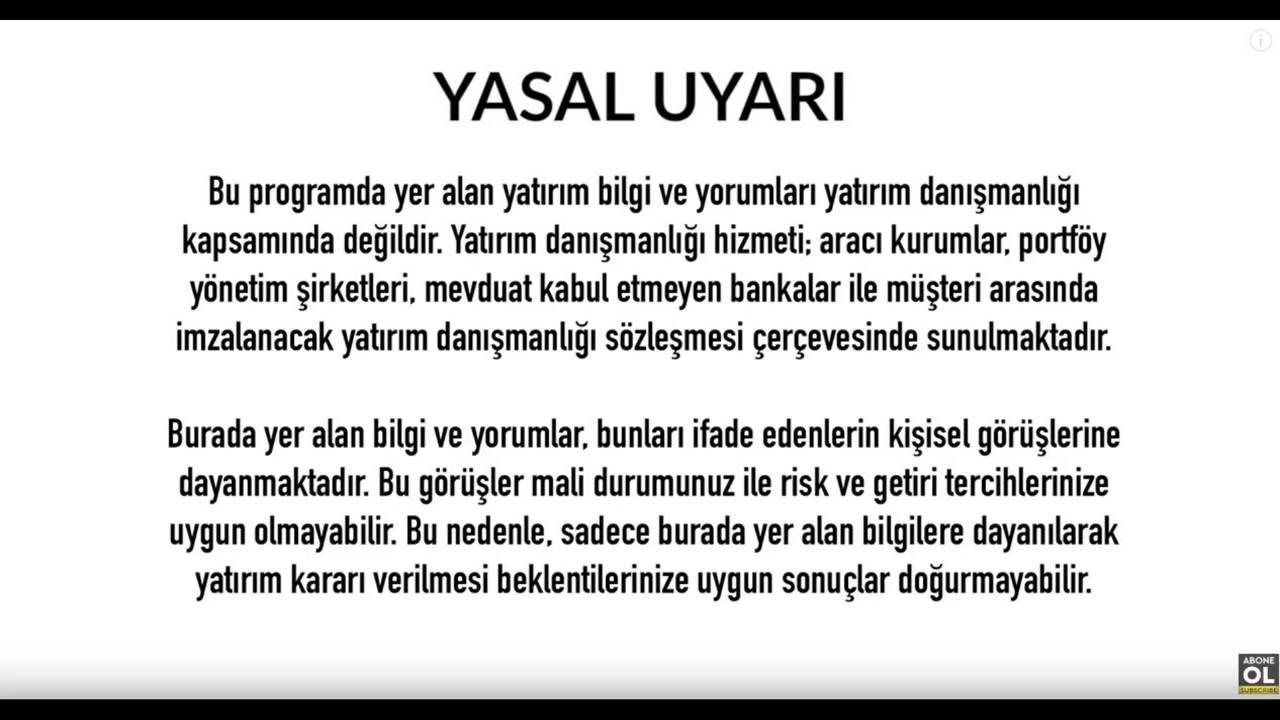 YASAL UYARI
Bu programda yer alan yatırım bilgi ve yorumları yatırım danışmanlığı
kapsamında değildir. Yatırım danışmanlığı hizmeti; aracı kurumlar, portföy
yönetim şirketleri, mevduat kabul etmeyen bankalar ile müşteri arasında
imzalanacak yatırım danışmanlığı sözleşmesi çerçevesinde sunulmaktadır.
Burada yer alan bilgi ve yorumlar, bunları ifade edenlerin kişisel görüşlerine
dayanmaktadır. Bu görüşler mali durumunuz ile risk ve getiri tercihlerinize
uygun olmayabilir. Bu nedenle, sadece burada yer alan bilgilere dayanılarak
yatırım kararı verilmesi beklentilerinize uygun sonuçlar doğurmayabilir.
ABONE
OL
SUBSCRIBE